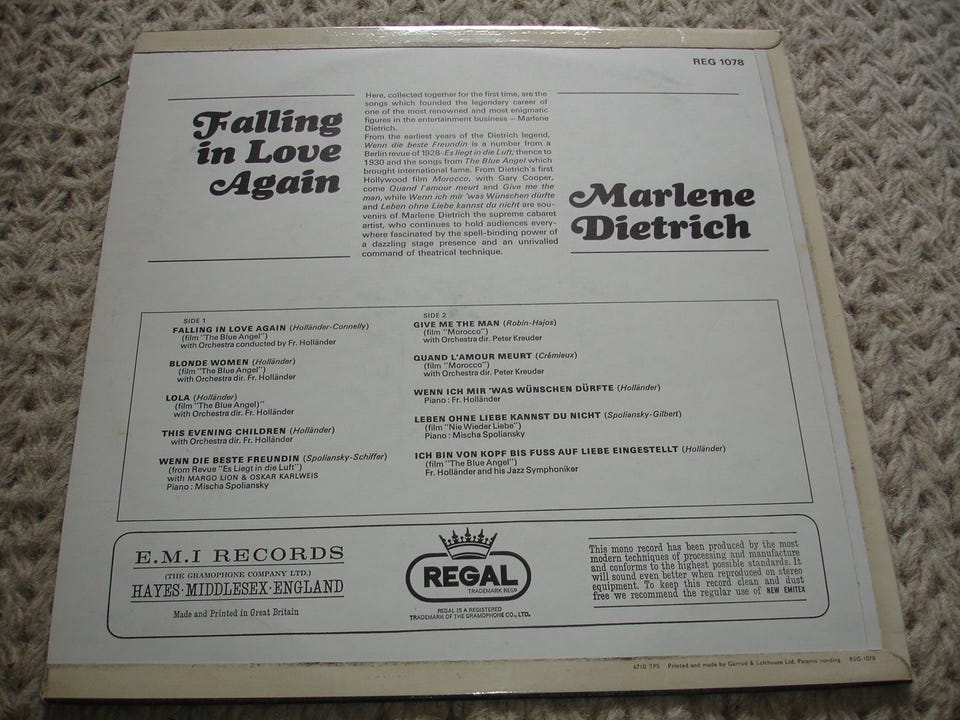 REG 1078
Falling
in Love
Again
Here, collected together for the first time, are the
songs which founded the legendary career of
one of the most renowned and most enigmatic
figures in the entertainment business – Marlene
Dietrich.
From the earliest years of the Dietrich legend,
Wenn die beste Freundin is a number from a
Berlin revue of 1928-Es liegt in die Luft; thence to
1930 and the songs from The Blue Angel which
brought international fame. From Dietrich's first
Hollywood film Morocco, with Gary Cooper,
come Quand l'amour meurt and Give me the
man, while Wenn ich mir 'was Wünschen dürfte
and Leben ohne Liebe kannst du nicht are sou-
venirs of Marlene Dietrich the supreme cabaret
artist, who continues to hold audiences every-
where fascinated by the spell-binding power of
a dazzling stage presence and an unrivalled
command of theatrical technique.
Marlene
Dietrich
SIDE 1
FALLING IN LOVE AGAIN (Holländer-Connelly)
(film "The Blue Angel")
with Orchestra conducted by Fr. Holländer
BLONDE WOMEN (Holländer)
(film "The Blue Angel")
with Orchestra dir. Fr. Holländer
LOLA (Holländer)
(film "The Blue Angel)"
with Orchestra dir. Fr. Holländer
THIS EVENING CHILDREN (Holländer)
with Orchestra dir. Fr. Holländer
WENN DIE BESTE FREUNDIN (Spoliansky-Schiffer)
(from Revue "Es Liegt in die Luft")
with MARGO LION & OSKAR KARLWEIS
Piano : Mischa Spoliansky
SIDE 2
GIVE ME THE MAN (Robin-Hajos)
(film "Morocco")
with Orchestra dir. Peter Kreuder
QUAND L'AMOUR MEURT (Crémieux)
(film "Morocco")
with Orchestra dir. Peter Kreuder
WENN ICH MIR 'WAS WÜNSCHEN DÜRFTE (Holländer)
Piano : Fr. Holländer
LEBEN OHNE LIEBE KANNST DU NICHT (Spoliansky-Gilbert)
(film "Nie Wieder Liebe")
Piano : Mischa Spoliansky
ICH BIN VON KOPF BIS FUSS AUF LIEBE EINGESTELLT (Holländer)
(film "The Blue Angel")
Fr. Holländer and his Jazz Symphoniker
E.M.I RECORDS
(THE GRAMOPHONE COMPANY LTD.)
HAYES·MIDDLESEX·ENGLAND
Made and Printed in Great Britain
REGAL
TRADEMARK REGD
REGAL IS A REGISTERED
TRADEMARK OF THE GRAMOPHONE CO., LTD.
This mono record has been produced by the most
modern techniques of processing and manufacture
and conforms to the highest possible standards. It
will sound even better when reproduced on stereo
equipment. To keep this record clean and dust
free we recommend the regular use of NEW EMITEX
6710 TPS Printed and made by Garrod & Lofthouse Ltd. Patents pending REG 1078